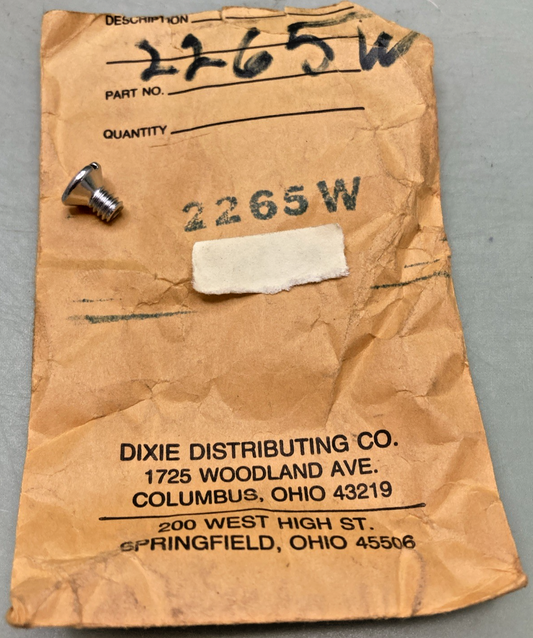 DESCRIPTION
2265W
PART NO.
QUANTITY
2265W
DIXIE DISTRIBUTING CO.
1725 WOODLAND AVE.
COLUMBUS, OHIO 43219
200 WEST HIGH ST.
SPRINGFIELD, OHIO 45506